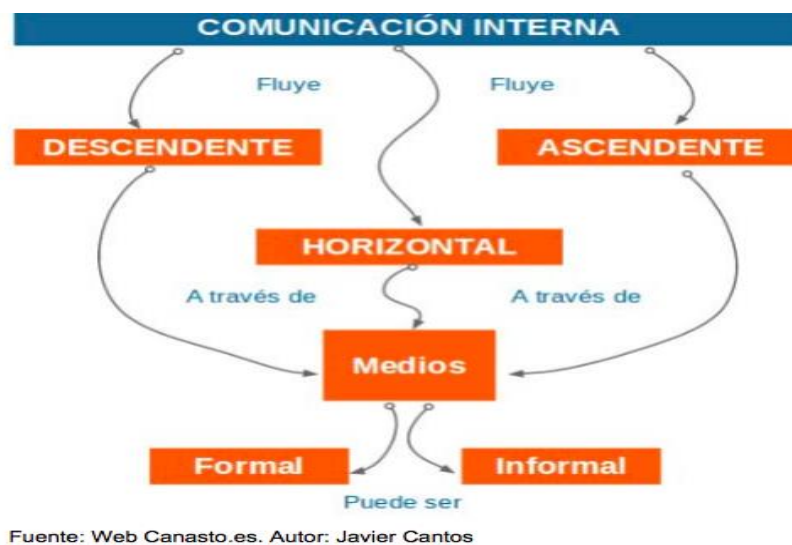 COMUNICACIÓN INTERNA
Fluye
Fluye
DESCENDENTE
ASCENDENTE
HORIZONTAL
A través de
A través de
Medios
Formal
Informal
Puede ser
Fuente: Web Canasto.es. Autor: Javier Cantos